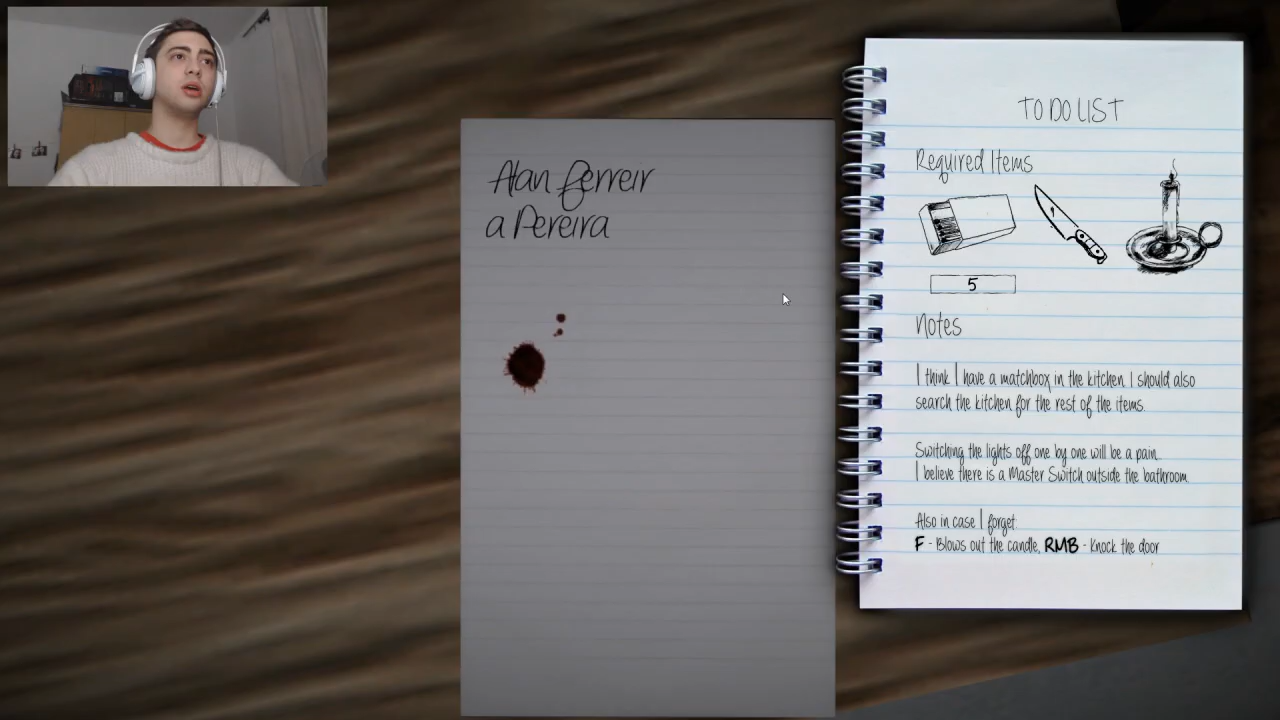 Alan Ferreir
a Pereira
TO DO LIST
Required Items
5
Notes
I think I have a matchbox in the kitchen. I should also
search the kitchen for the rest of the items.
Switching the lights off one by one will be a pain.
I believe there is a Master Switch outside the bathroom.
Also in case I forget:
F - Blows out the candle, RMB - Knock the door